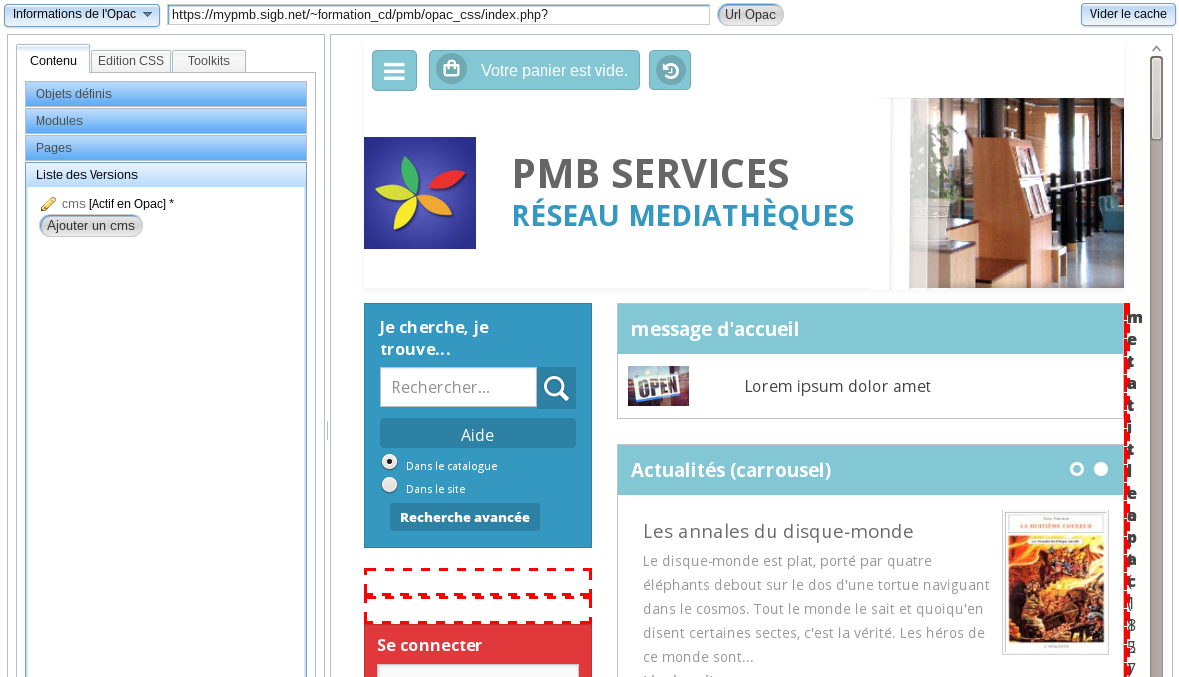 Informations de l'Opac
https://mypmb.sigb.net/~formation_cd/pmb/opac_css/index.php?
Url Opac
Vider le cache
Contenu
Edition CSS
Toolkits
Objets définis
Modules
Pages
Liste des Versions
cms [Actif en Opac] *
Ajouter un cms
Votre panier est vide.
PMB SERVICES
RÉSEAU MEDIATHÈQUES
Je cherche, je
trouve...
Rechercher...
Aide
Dans le catalogue
Dans le site
Recherche avancée
Se connecter
message d'accueil
OPEN
Lorem ipsum dolor amet
Actualités (carrousel)
Les annales du disque-monde
Le disque-monde est plat, porté par quatre
éléphants debout sur le dos d'une tortue naviguant
dans le cosmos. Tout le monde le sait et quoiqu'en
disent certaines sectes, c'est la vérité. Les héros de
ce monde sont...
LA HUITIÈME COULEUR